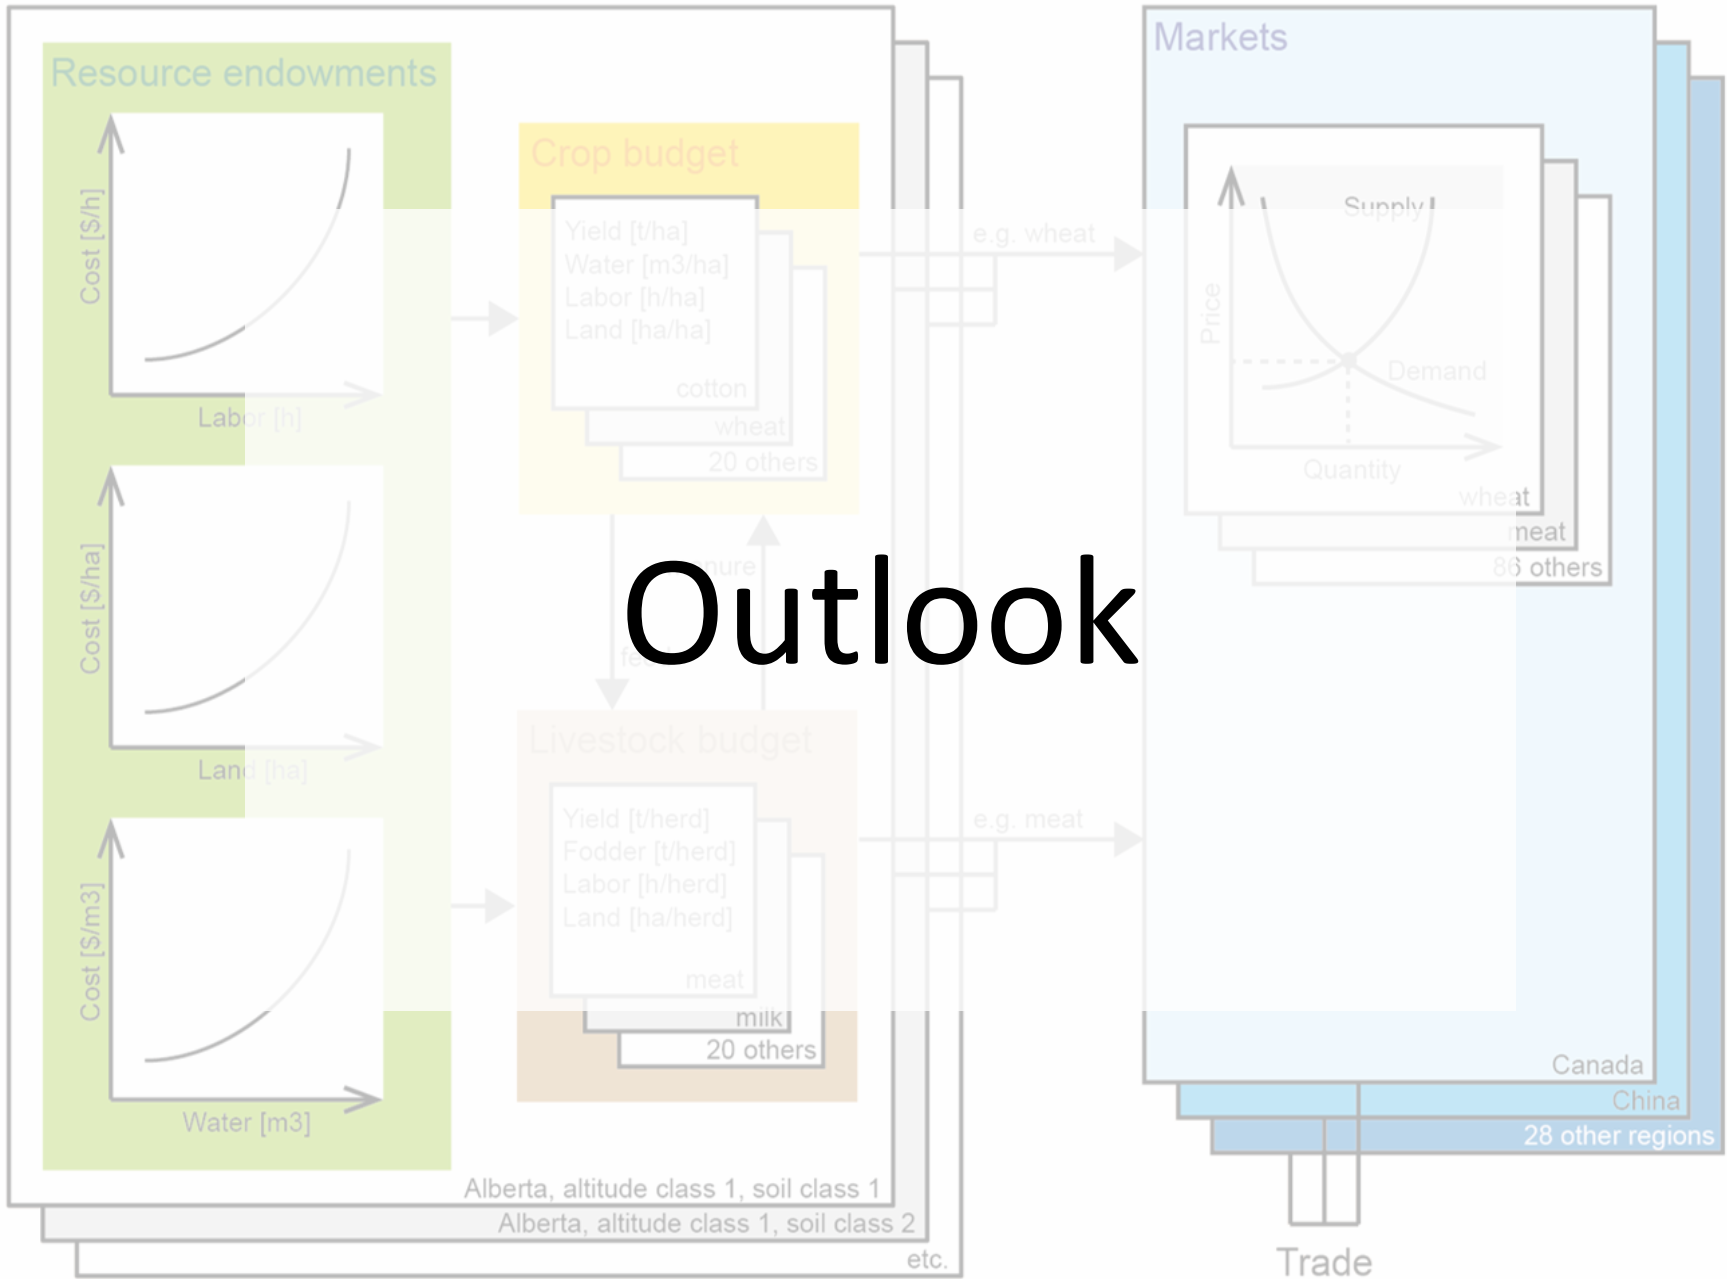 Resource endowments
Cost [$/h]
Labor [h]
Cost [$/ha]
Land [ha]
Cost [$/m3]
Water [m3]
Crop budget
Yield [t/ha]
Water [m3/ha]
Labor [h/ha]
Land [ha/ha]
cotton
wheat
20 others
Outlook
Livestock budget
Yield [t/herd]
Fodder [t/herd]
Labor [h/herd]
Land [ha/herd]
meat
milk
20 others
Alberta, altitude class 1, soil class 1
Alberta, altitude class 1, soil class 2
etc.
e.g. wheat
e.g. meat
Markets
Supply
Price
Demand
Quantity
wheat
meat
86 others
Canada
China
28 other regions
Trade